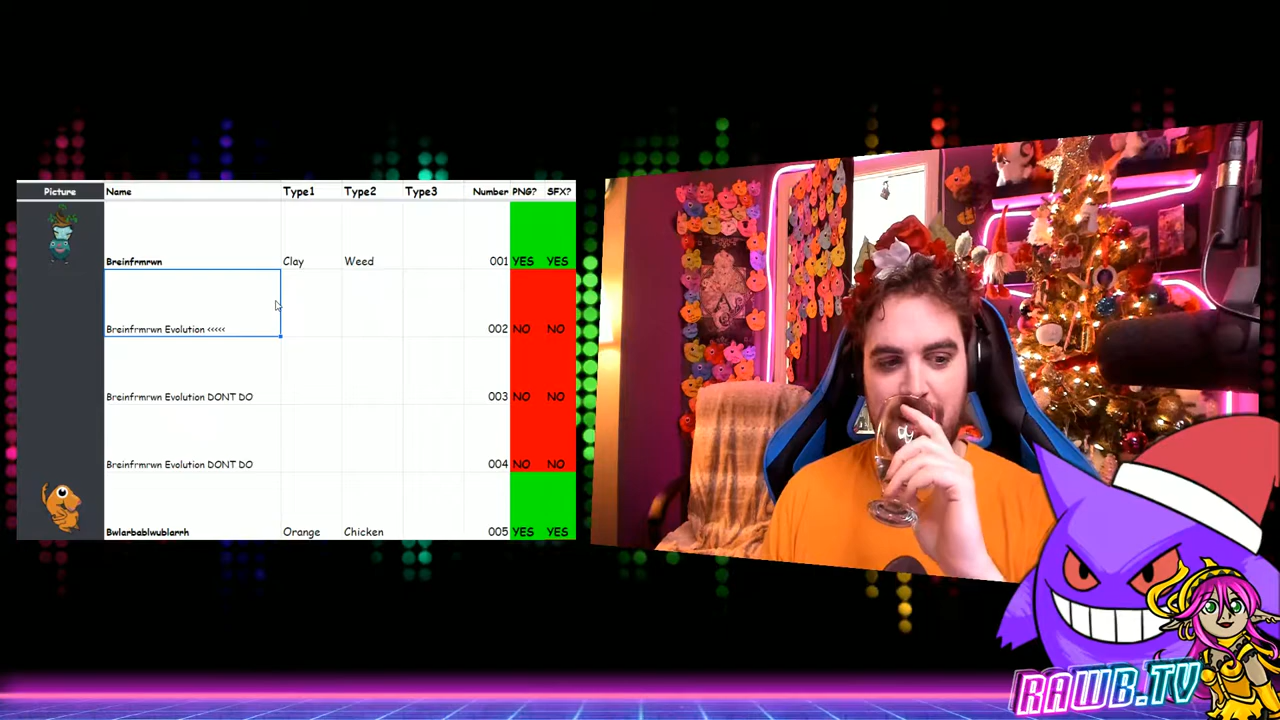 Picture Name Type1 Type2 Type3 Number PNG? SFX?
Breinfrmrwn Clay Weed 001 YES YES
Breinfrmrwn Evolution <<<<< 002 NO NO
Breinfrmrwn Evolution DONT DO 003 NO NO
Breinfrmrwn Evolution DONT DO 004 NO NO
Bwlarbablwublarrh Orange Chicken 005 YES YES
RAWB.TV